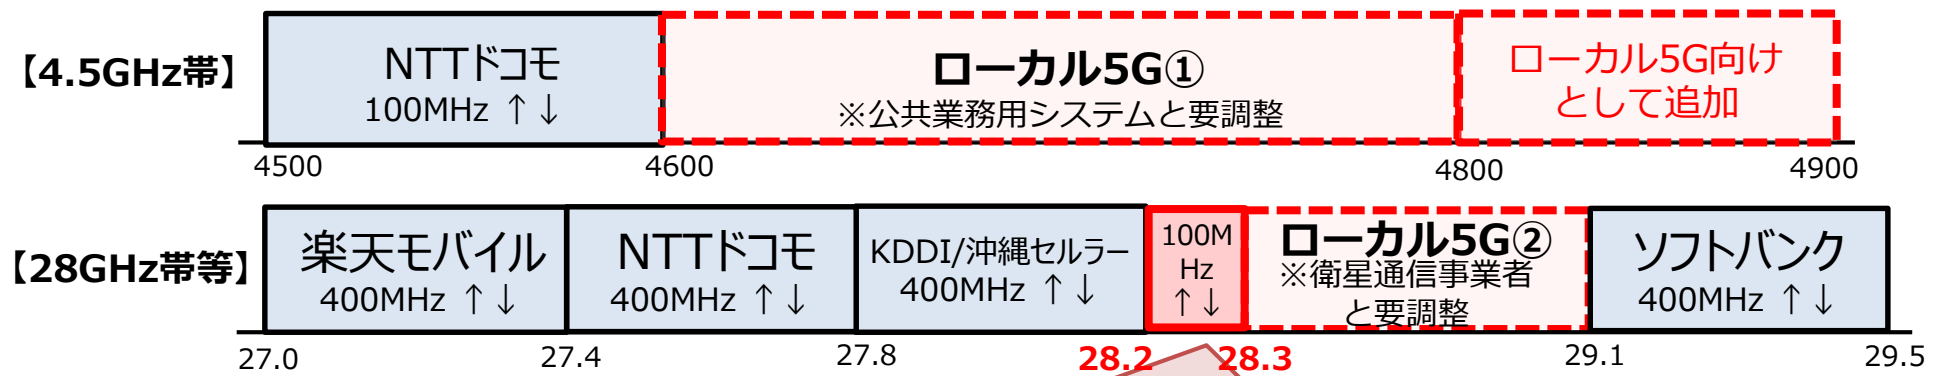 【4.5GHz帯】
NTTドコモ
100MHz ↑↓
ローカル5G①
※公共業務用システムと要調整
ローカル5G向け
として追加
4500
4600
4800
4900
【28GHz帯等】
楽天モバイル
400MHz ↑↓
NTTドコモ
400MHz ↑↓
KDDI/沖縄セルラー
400MHz ↑↓
100M
Hz
↑↓
ローカル5G②
※衛星通信事業者
と要調整
ソフトバンク
400MHz ↑↓
27.0
27.4
27.8
28.2
28.3
29.1
29.5